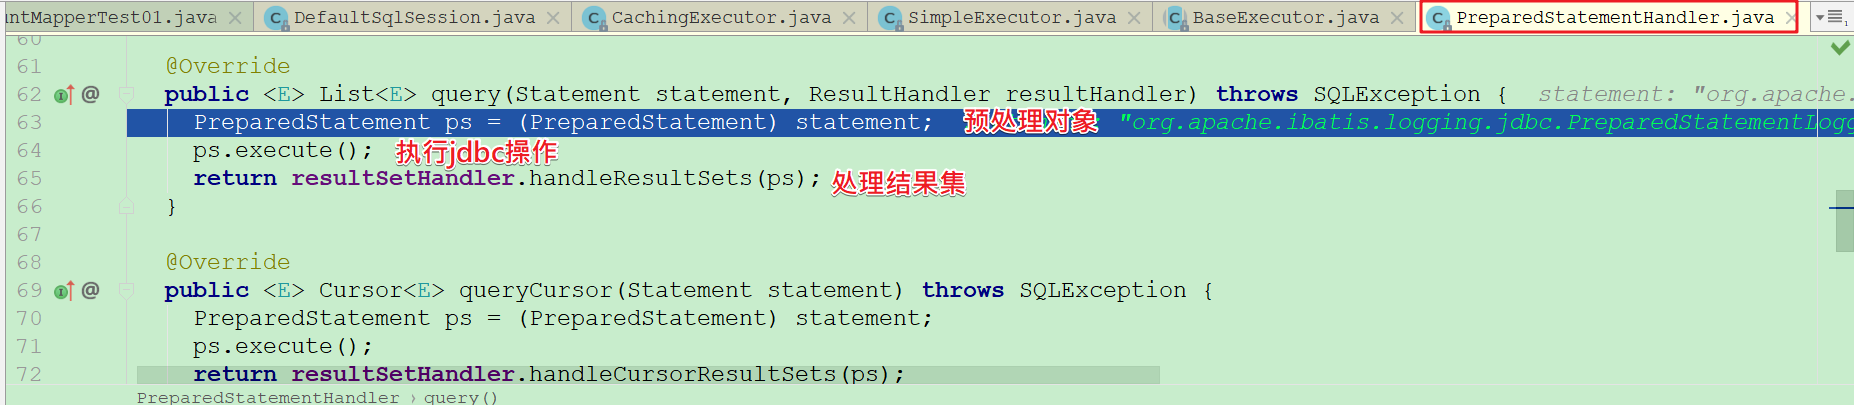 untMapperTest01.java DefaultSqlSession.java CachingExecutor.java SimpleExecutor.java BaseExecutor.java PreparedStatementHandler.java
60
61 @Override
62 public <E> List<E> query(Statement statement, ResultHandler resultHandler) throws SQLException { statement: "org.apache.
63 PreparedStatement ps = (PreparedStatement) statement; 预处理对象 : "org.apache.ibatis.logging.jdbc.PreparedStatementLogg
64 ps.execute(); 执行jdbc操作
65 return resultSetHandler.handleResultSets(ps); 处理结果集
66 }
67
68 @Override
69 public <E> Cursor<E> queryCursor(Statement statement) throws SQLException {
70 PreparedStatement ps = (PreparedStatement) statement;
71 ps.execute();
72 return resultSetHandler.handleCursorResultSets(ps);
PreparedStatementHandler › query()